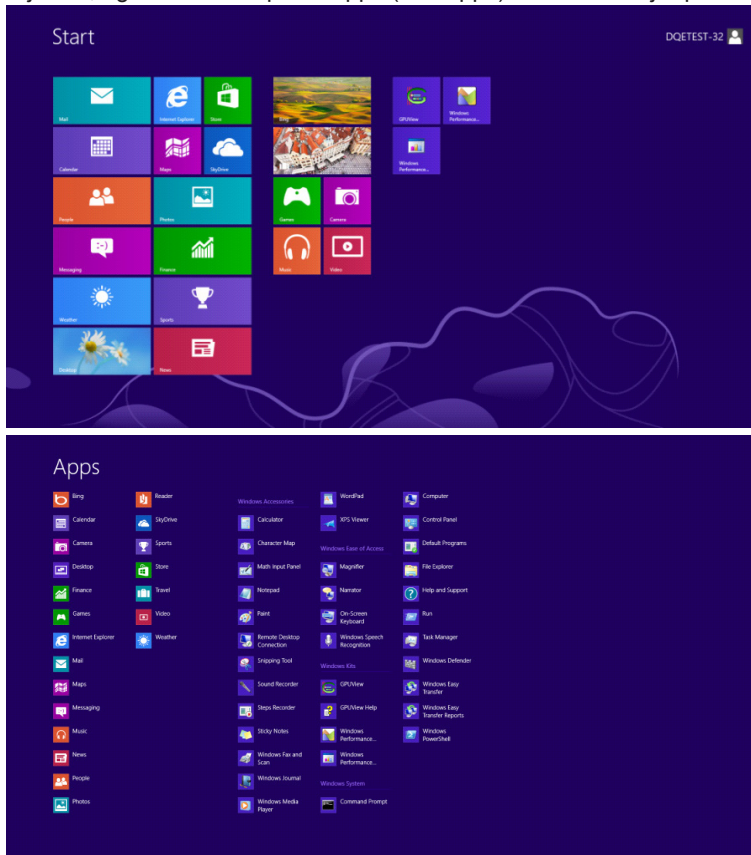 Start
DQETEST-32
Mail
Internet Explorer
Store
Bing
GPUView
Windows Performance...
Calendar
Maps
SkyDrive
Windows Performance...
People
Photos
Games
Camera
Messaging
Finance
Music
Video
Weather
Sports
Desktop
News
Apps
Bing
Calendar
Camera
Desktop
Finance
Games
Internet Explorer
Mail
Maps
Messaging
Music
News
People
Photos
Reader
SkyDrive
Sports
Store
Travel
Video
Weather
Windows Accessories
Calculator
Character Map
Math Input Panel
Notepad
Paint
Remote Desktop
Connection
Snipping Tool
Sound Recorder
Steps Recorder
Sticky Notes
Windows Fax and
Scan
Windows Journal
Windows Media
Player
WordPad
XPS Viewer
Windows Ease of Access
Magnifier
Narrator
On-Screen
Keyboard
Windows Speech
Recognition
Windows Kits
GPUView
GPUView Help
Windows
Performance...
Windows
Performance...
Windows System
Command Prompt
Computer
Control Panel
Default Programs
File Explorer
Help and Support
Run
Task Manager
Windows Defender
Windows Easy
Transfer
Windows Easy
Transfer Reports
Windows
PowerShell